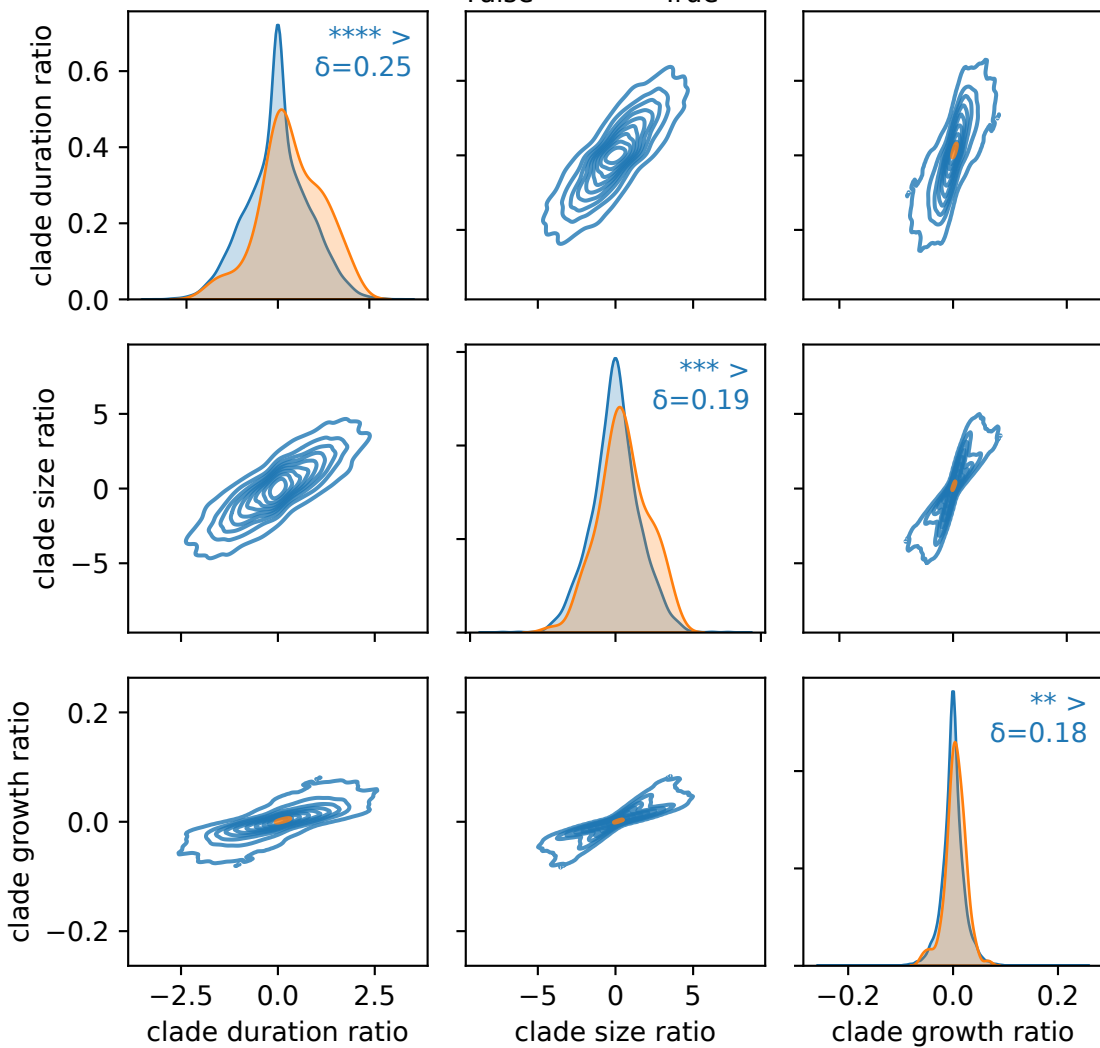 clade duration ratio
0.6
0.4
0.2
0.0
**** >
δ=0.25
clade size ratio
5
0
−5
*** >
δ=0.19
clade growth ratio
0.2
0.0
−0.2
** >
δ=0.18
−2.5 0.0 2.5
−5 0 5
−0.2 0.0 0.2
clade duration ratio
clade size ratio
clade growth ratio